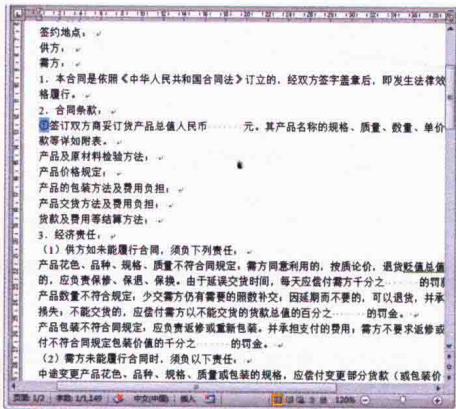 签约地点：
供方：
需方：
1．本合同是依照《中华人民共和国合同法》订立的，经双方签字盖章后，即发生法律效
格履行。
2．合同条款：
①签订双方商妥订货产品总值人民币········元。其产品名称的规格、质量、数量、单价
款等详如附表。
产品及原材料检验方法：
产品价格规定：
产品的包装方法及费用负担：
产品交货方法及费用负担：
货款及费用等结算方法：
3．经济责任：
（1）供方如未能履行合同，须负下列责任：
产品花色、品种、规格、质量不符合同规定，需方同意利用的，按质论价，退货贬值总值
的，应负责保修、保退、保换。由于延误交货时间，每天应偿付需方千分之········的罚
产品数量不符合规定，少交需方仍有需要的照数补交；因延期而不要的，可以退货，并承
损失；不能交货的，应偿付需方以不能交货的货款总值的百分之········的罚金。
产品包装不符合同规定，应负责返修或重新包装。并承担支付的费用；需方不要求返修或
付不符合同规定包装价值的千分之········的罚金。
（2）需方未能履行合同时，须负以下责任：
中途变更产品花色、品种、规格、质量或包装的规格，应偿付变更部分货款（或包装价
页面: 1/2 字数: 1/1,149 中文(中国) 插入 120%